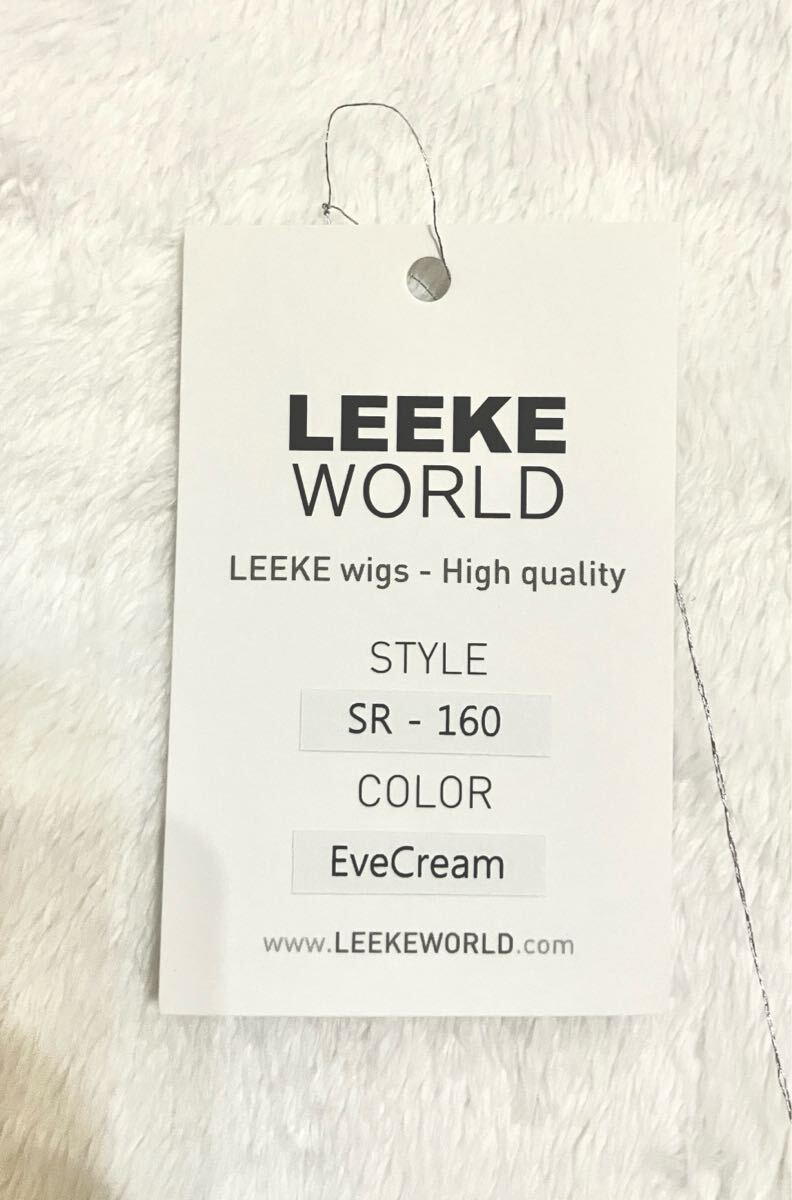 LEEKE
WORLD
LEEKE wigs - High quality
STYLE
SR - 160
COLOR
EveCream
www.LEEKEWORLD.com